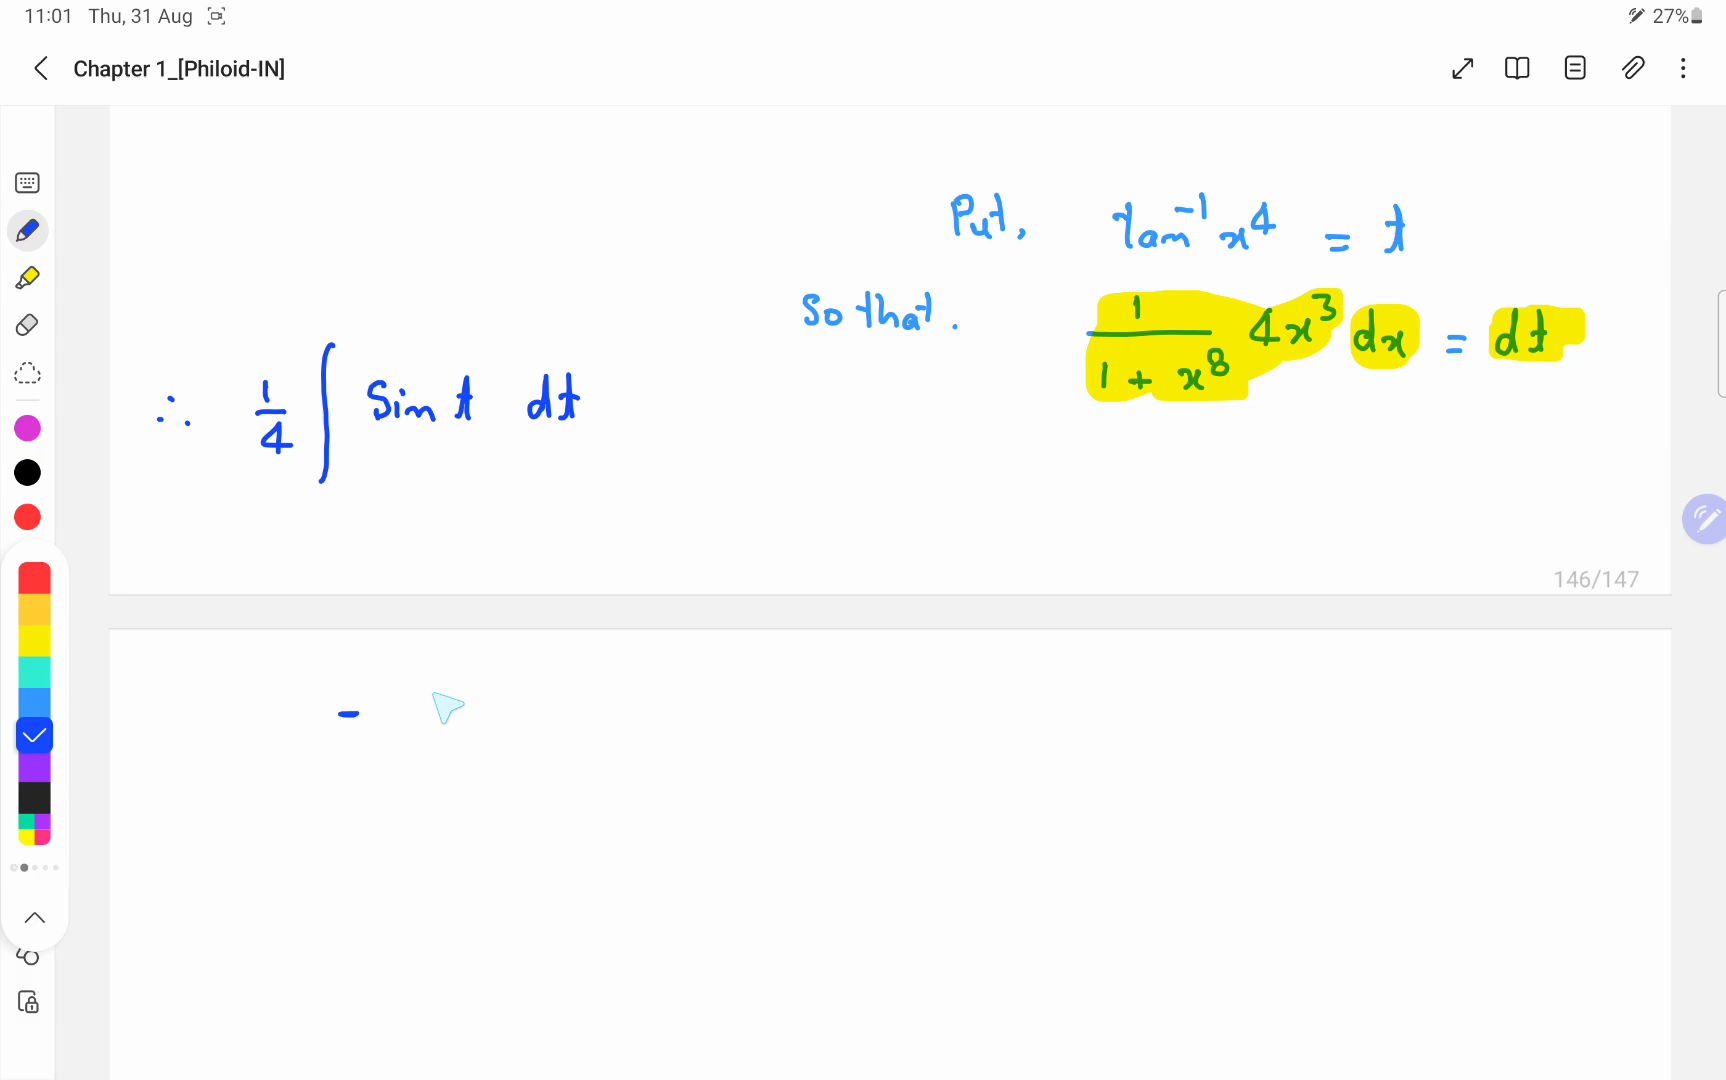 11:01 Thu, 31 Aug 27%
Chapter 1_[Philoid-IN]
Put, tan⁻¹ x⁴ = t
So that. 1/(1 + x⁸) 4x³ dx = dt
∴ 1/4 ∫ Sin t dt
146/147
-